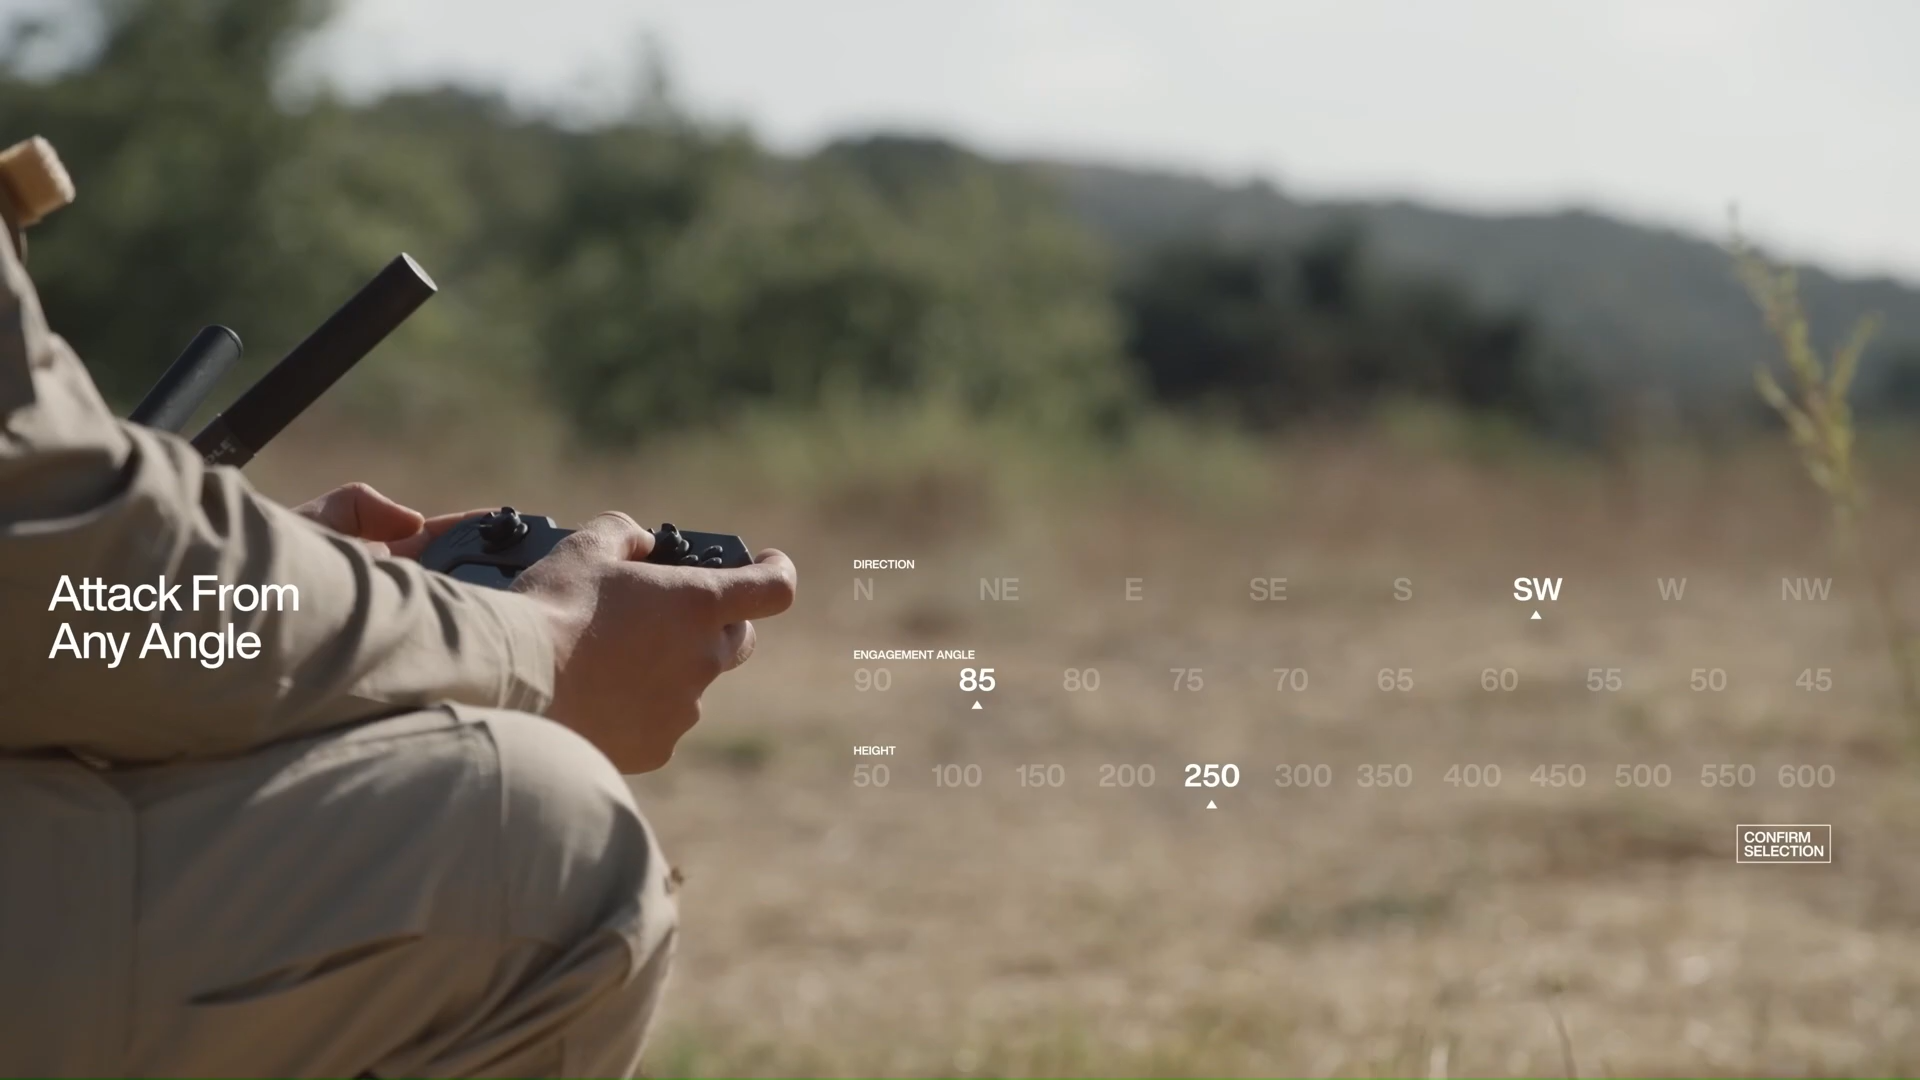 Attack From
Any Angle
DIRECTION
N NE E SE S SW W NW
ENGAGEMENT ANGLE
90 85 80 75 70 65 60 55 50 45
HEIGHT
50 100 150 200 250 300 350 400 450 500 550 600
CONFIRM
SELECTION